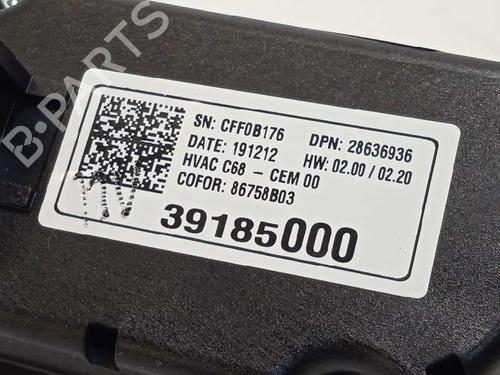 B-PARTS
SN: CFF0B176 DPN: 28636936
DATE: 191212 HW: 02.00 / 02.20
HVAC C68 - CEM 00
COFOR: 86758B03
39185000